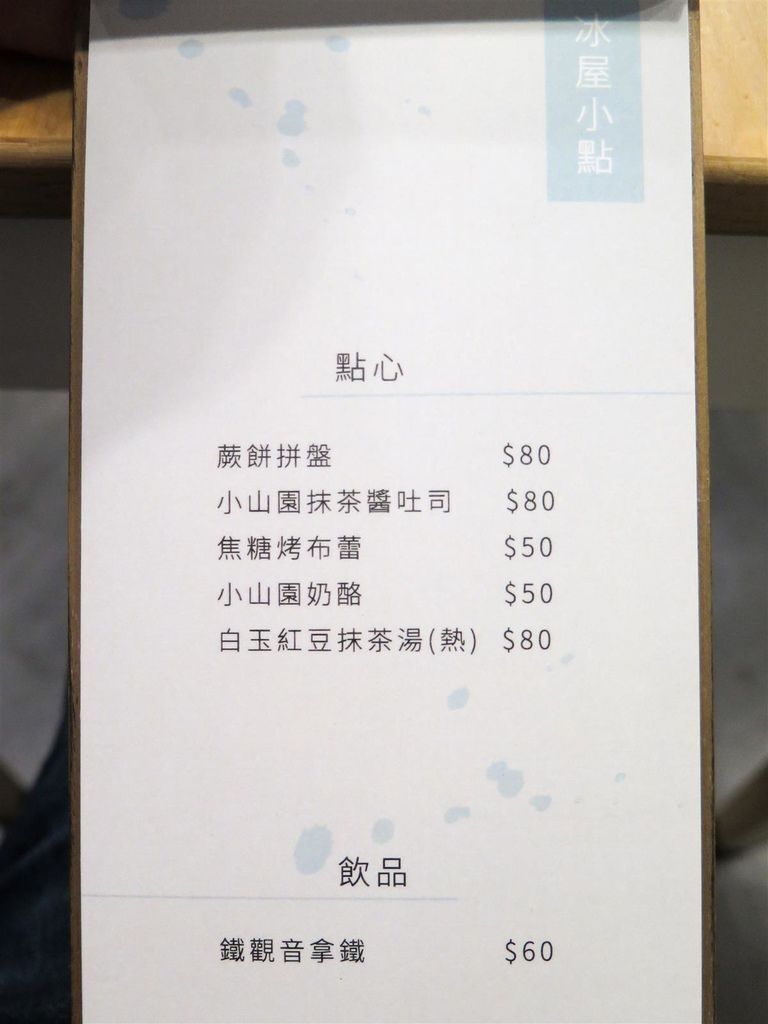 冰屋小點
點心
蕨餅拼盤 $80
小山園抹茶醬吐司 $80
焦糖烤布蕾 $50
小山園奶酪 $50
白玉紅豆抹茶湯(熱) $80
飲品
鐵觀音拿鐵 $60